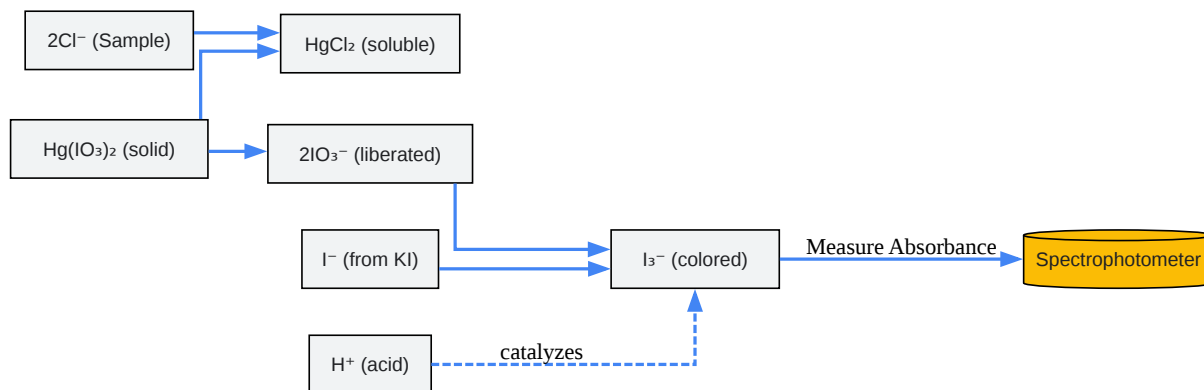 2Cl⁻ (Sample)
HgCl₂ (soluble)
Hg(IO₃)₂ (solid)
2IO₃⁻ (liberated)
I⁻ (from KI)
I₃⁻ (colored)
Measure Absorbance
Spectrophotometer
H⁺ (acid)
catalyzes